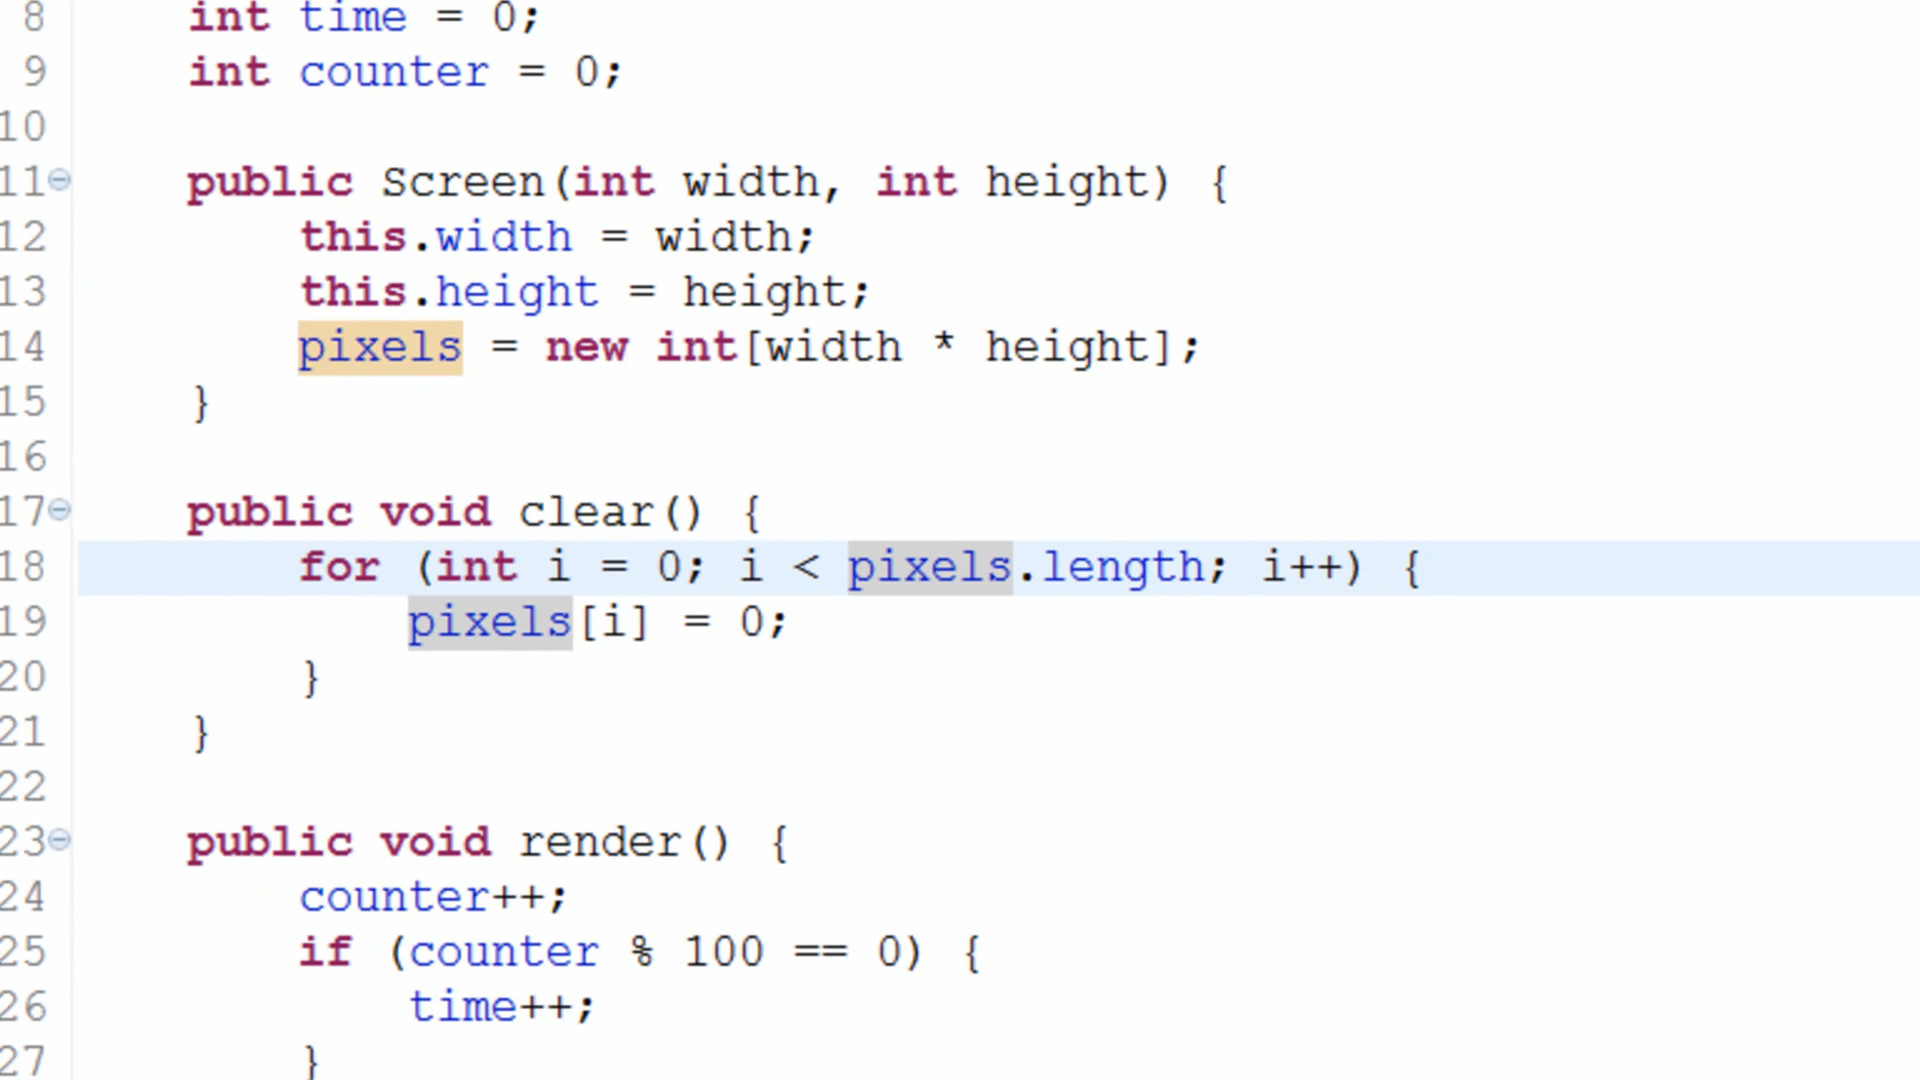 8 int time = 0;
9 int counter = 0;
10
11 public Screen(int width, int height) {
12 this.width = width;
13 this.height = height;
14 pixels = new int[width * height];
15 }
16
17 public void clear() {
18 for (int i = 0; i < pixels.length; i++) {
19 pixels[i] = 0;
20 }
21 }
22
23 public void render() {
24 counter++;
25 if (counter % 100 == 0) {
26 time++;
27 }